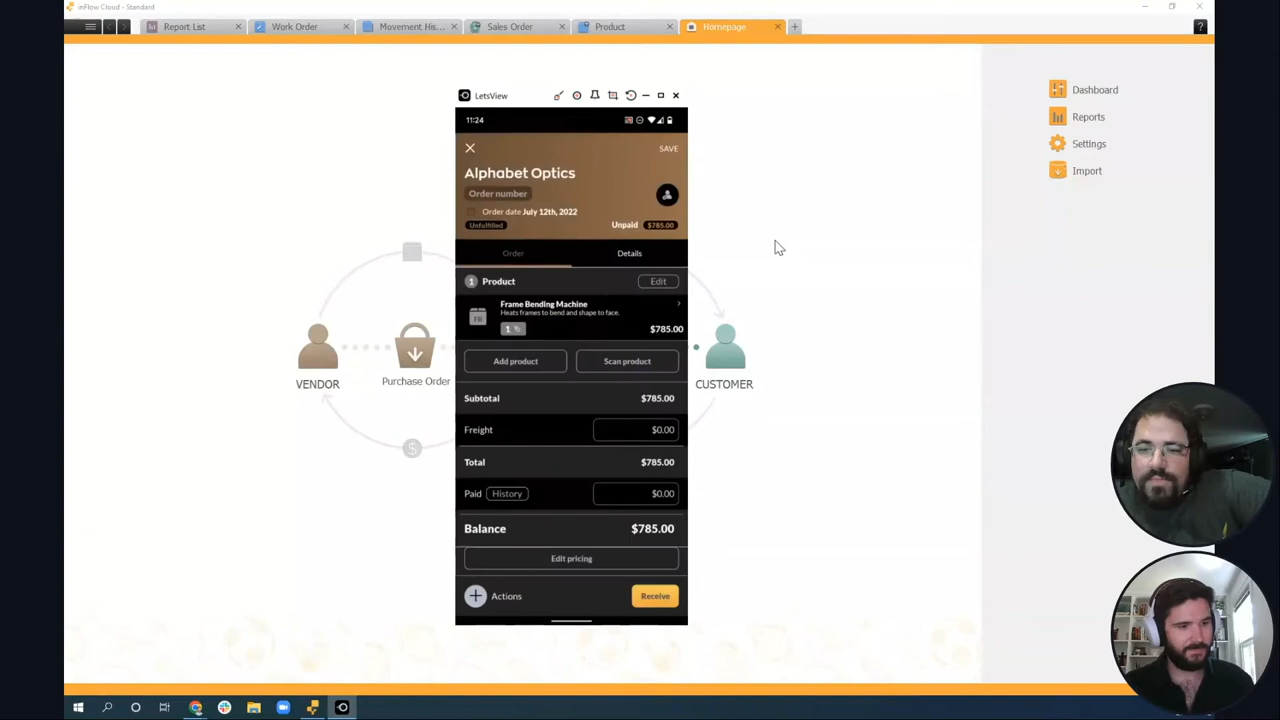 inFlow Cloud - Standard
Report List
Work Order
Movement His...
Sales Order
Product
Homepage
?
LetsView
11:24
SAVE
Alphabet Optics
Order number
Order date July 12th, 2022
Unfulfilled
Unpaid $785.00
Order
Details
1 Product
Edit
Frame Bending Machine
Heats frames to bend and shape to face.
1
$785.00
Add product
Scan product
Subtotal
$785.00
Freight
$0.00
Total
$785.00
Paid
History
$0.00
Balance
$785.00
Edit pricing
Actions
Receive
VENDOR
Purchase Order
CUSTOMER
$
Dashboard
Reports
Settings
Import